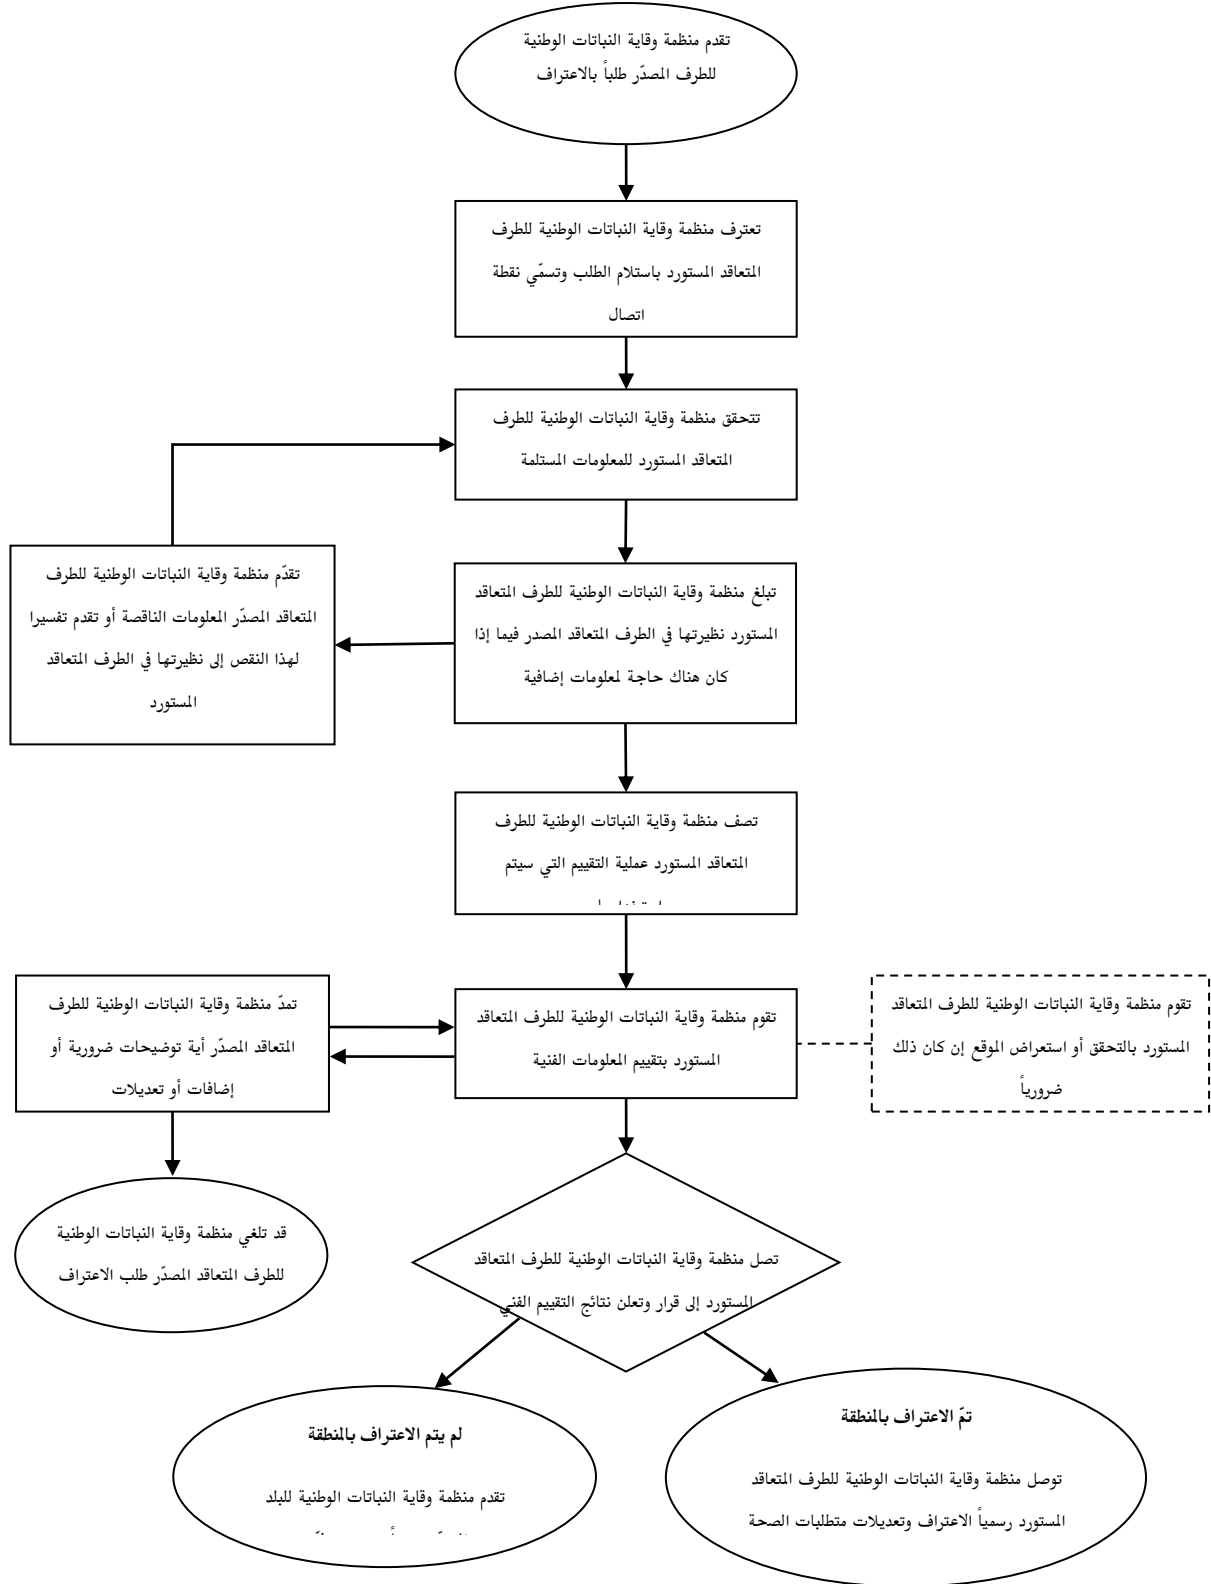 تقدم منظمة وقاية النباتات الوطنية
للطرف المصدّر طلباً بالاعتراف
تعترف منظمة وقاية النباتات الوطنية للطرف
المتعاقد المستورد باستلام الطلب وتسمّي نقطة
اتصال
تتحقق منظمة وقاية النباتات الوطنية للطرف
المتعاقد المستورد للمعلومات المستلمة
تبلغ منظمة وقاية النباتات الوطنية للطرف المتعاقد
المستورد نظيرتها في الطرف المتعاقد المصدر فيما إذا
كان هناك حاجة لمعلومات إضافية
تقدّم منظمة وقاية النباتات الوطنية للطرف
المتعاقد المصدّر المعلومات الناقصة أو تقدم تفسيرا
لهذا النقص إلى نظيرتها في الطرف المتعاقد
المستورد
تصف منظمة وقاية النباتات الوطنية للطرف
المتعاقد المستورد عملية التقييم التي سيتم
تقوم منظمة وقاية النباتات الوطنية للطرف المتعاقد
المستورد بالتحقق أو استعراض الموقع إن كان ذلك
ضرورياً
تقوم منظمة وقاية النباتات الوطنية للطرف المتعاقد
المستورد بتقييم المعلومات الفنية
تمدّ منظمة وقاية النباتات الوطنية للطرف
المتعاقد المصدّر أية توضيحات ضرورية أو
إضافات أو تعديلات
قد تلغي منظمة وقاية النباتات الوطنية
للطرف المتعاقد المصدّر طلب الاعتراف
تصل منظمة وقاية النباتات الوطنية للطرف المتعاقد
المستورد إلى قرار وتعلن نتائج التقييم الفني
تمّ الاعتراف بالمنطقة
توصل منظمة وقاية النباتات الوطنية للطرف المتعاقد
المستورد رسمياً الاعتراف وتعديلات متطلبات الصحة
لم يتم الاعتراف بالمنطقة
تقدم منظمة وقاية النباتات الوطنية للبلد